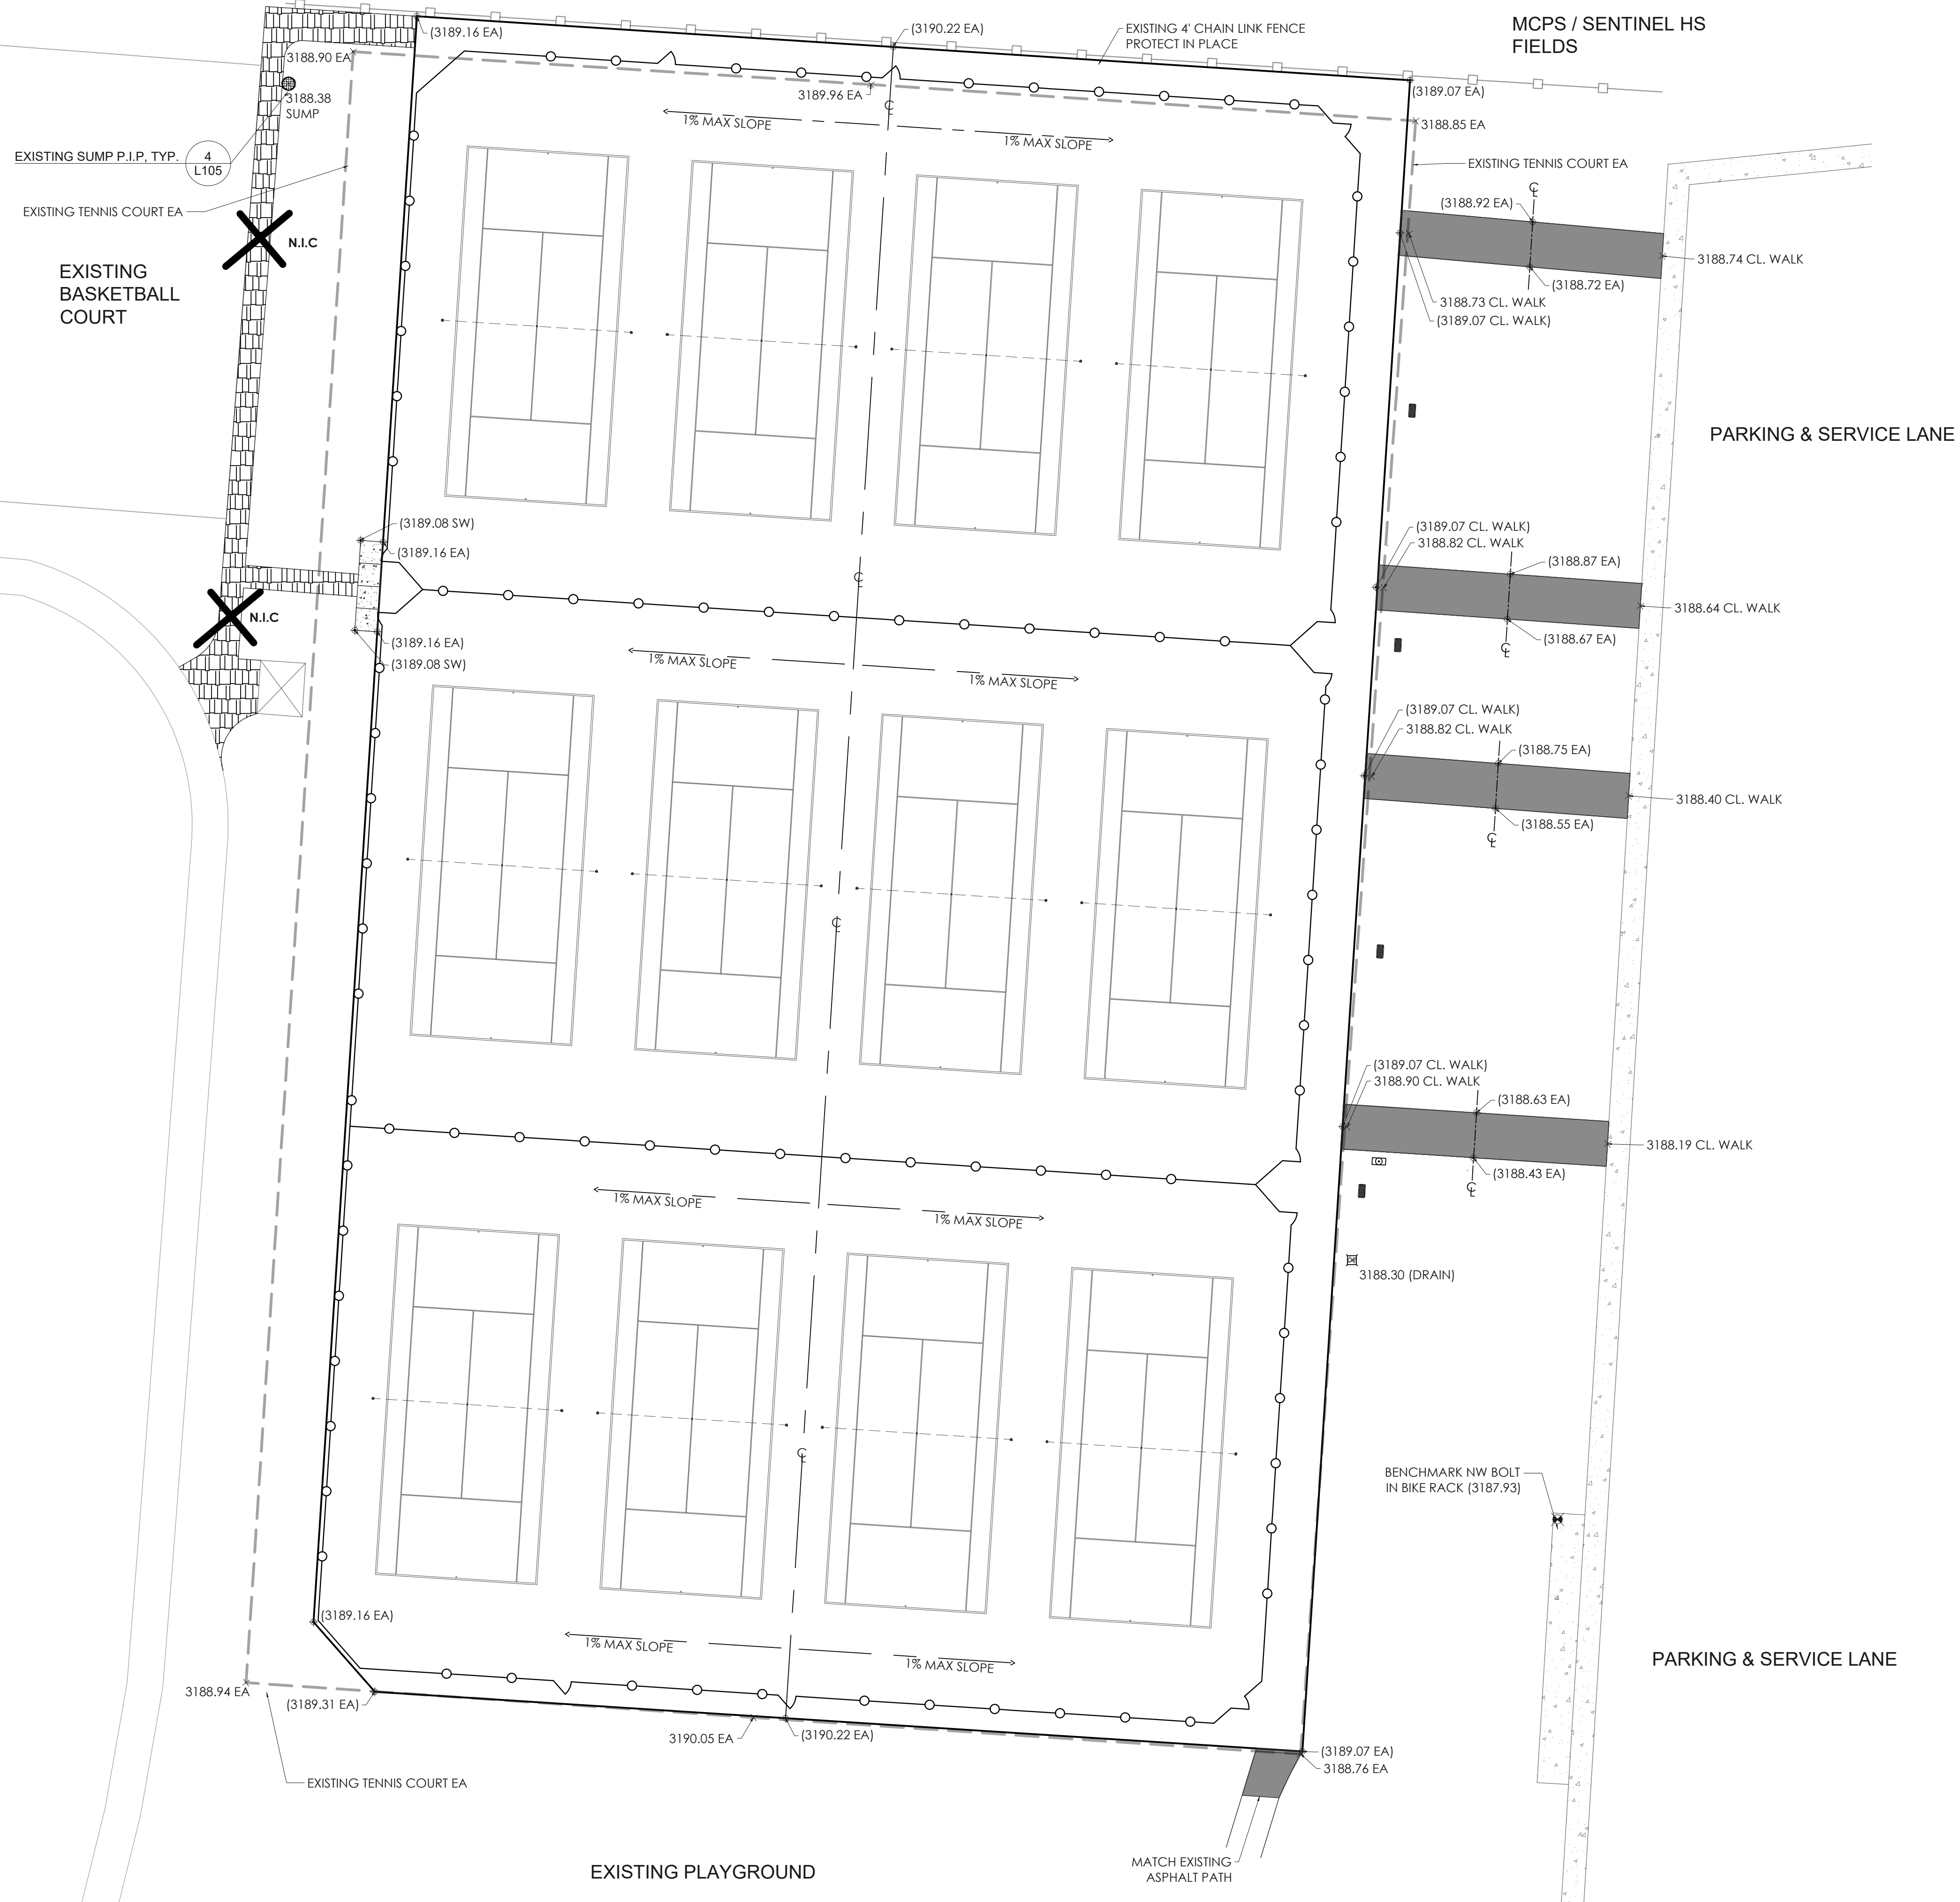 MCPS / SENTINEL HS
FIELDS
(3189.16 EA)
(3190.22 EA)
EXISTING 4' CHAIN LINK FENCE
PROTECT IN PLACE
3188.90 EA
3188.38
SUMP
3189.96 EA
(3189.07 EA)
3188.85 EA
1% MAX SLOPE
1% MAX SLOPE
EXISTING SUMP P.I.P, TYP.
4
L105
EXISTING TENNIS COURT EA
EXISTING TENNIS COURT EA
N.I.C
EXISTING
BASKETBALL
COURT
(3188.92 EA)
3188.74 CL. WALK
(3188.72 EA)
3188.73 CL. WALK
(3189.07 CL. WALK)
PARKING & SERVICE LANE
(3189.08 SW)
(3189.16 EA)
(3189.07 CL. WALK)
3188.82 CL. WALK
(3188.87 EA)
3188.64 CL. WALK
(3188.67 EA)
N.I.C
(3189.16 EA)
(3189.08 SW)
1% MAX SLOPE
1% MAX SLOPE
(3189.07 CL. WALK)
3188.82 CL. WALK
(3188.75 EA)
3188.40 CL. WALK
(3188.55 EA)
(3189.07 CL. WALK)
3188.90 CL. WALK
(3188.63 EA)
3188.19 CL. WALK
(3188.43 EA)
1% MAX SLOPE
1% MAX SLOPE
3188.30 (DRAIN)
BENCHMARK NW BOLT
IN BIKE RACK (3187.93)
(3189.16 EA)
1% MAX SLOPE
1% MAX SLOPE
PARKING & SERVICE LANE
3188.94 EA
(3189.31 EA)
3190.05 EA
(3190.22 EA)
(3189.07 EA)
3188.76 EA
EXISTING TENNIS COURT EA
MATCH EXISTING
ASPHALT PATH
EXISTING PLAYGROUND